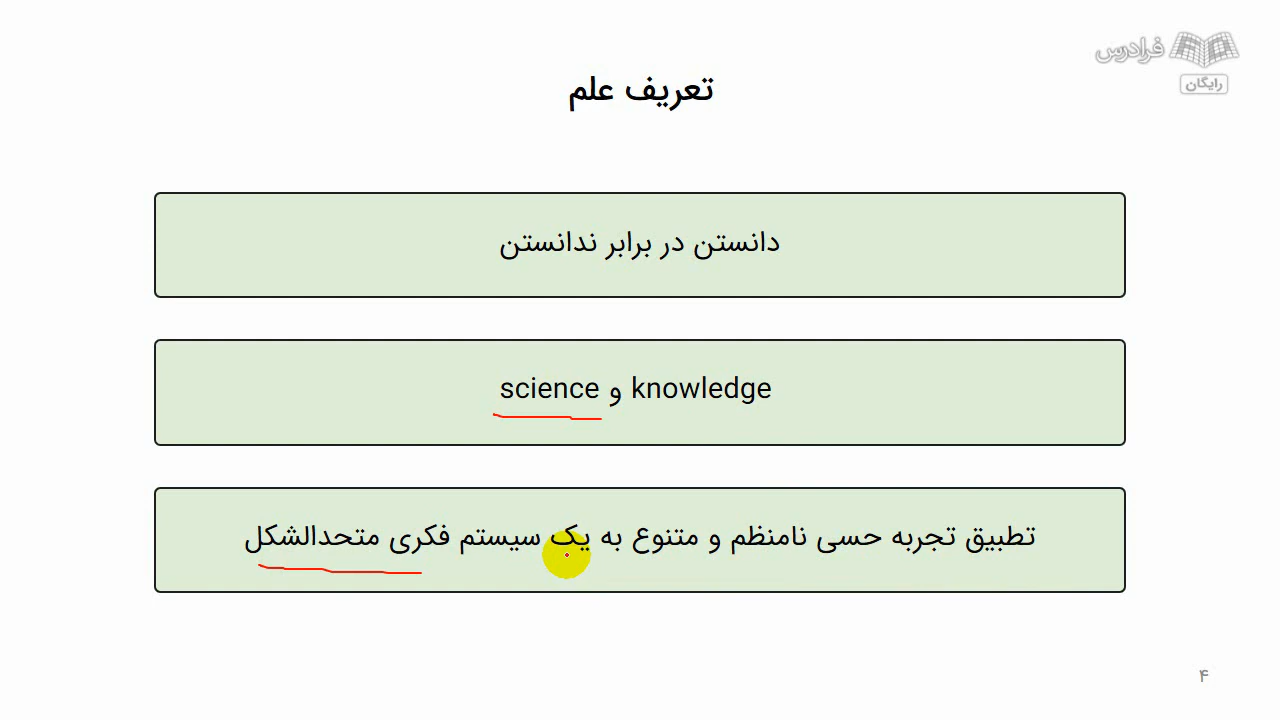 فرادرس
رایگان
تعریف علم
دانستن در برابر ندانستن
knowledge و science
تطبیق تجربه حسی نامنظم و متنوع به یک سیستم فکری متحدالشکل
۴